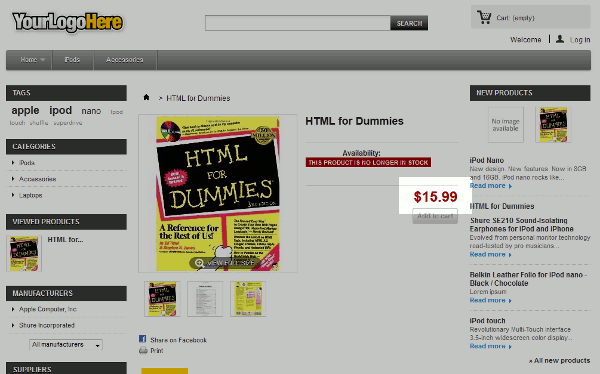 YourLogoHere
SEARCH
Cart: (empty)
Welcome
Log in
Home
iPods
Accessories
TAGS
apple ipod nano ipod
touch shuffle superdrive
CATEGORIES
iPods
Accessories
Laptops
VIEWED PRODUCTS
HTML for...
MANUFACTURERS
Apple Computer, Inc
Shure Incorporated
All manufacturers
SUPPLIERS
> HTML for Dummies
HTML
FOR
DUMMIES
A Reference for
the Rest of Us!
VIEW FULL SIZE
Share on Facebook
Print
HTML for Dummies
Availability:
THIS PRODUCT IS NO LONGER IN STOCK
$15.99
Add to cart
NEW PRODUCTS
No image
available
iPod Nano
New design. New features. Now in 8GB
and 16GB. iPod nano rocks like...
Read more
HTML for Dummies
Shure SE210 Sound-Isolating
Earphones for iPod and iPhone
Evolved from personal monitor technology
road-tested by pro musicians...
Read more
Belkin Leather Folio for iPod nano -
Black / Chocolate
Lorem ipsum
Read more
iPod touch
Revolutionary Multi-Touch interface
3.5-inch widescreen color display...
Read more
» All new products